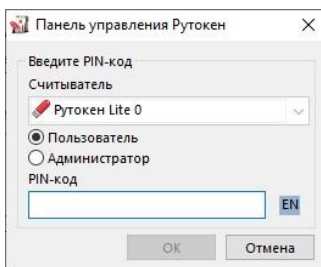 Панель управления Рутокен
Введите PIN-код
Считыватель
Рутокен Lite 0
Пользователь
Администратор
PIN-код
EN
OK
Отмена